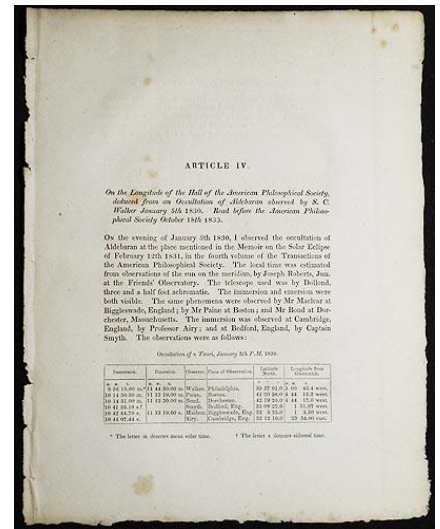 ARTICLE IV.
On the Longitude of the Hall of the American Philosophical Society,
deduced from an Occultation of Aldebaran observed by S. C.
Walker January 5th 1830. Read before the American Philoso-
phical Society October 18th 1833.
On the evening of January 5th 1830, I observed the occultation of
Aldebaran at the place mentioned in the Memoir on the Solar Eclipse
of February 12th 1831, in the fourth volume of the Transactions of
the American Philosophical Society. The local time was estimated
from observations of the sun on the meridian, by Joseph Roberts, Jun.
at the Friends' Observatory. The telescope used was by Dollond,
three and a half feet achromatic. The immersion and emersion were
both visible. The same phenomena were observed by Mr Maclear at
Biggleswade, England; by Mr Paine at Boston; and Mr Bond at Dor-
chester, Massachusetts. The immersion was observed at Cambridge,
England, by Professor Airy; and at Bedford, England, by Captain
Smyth. The observations were as follows:
Occultation of α Tauri, January 5th P.M. 1830.
Immersion. Emersion. Observer. Place of Observation. Latitude North. Longitude from Greenwich.
Walker. Philadelphia.
Paine. Boston.
Bond. Dorchester.
Smyth. Bedford, Eng.
Maclear. Biggleswade, Eng.
Airy. Cambridge, Eng.
* The letter m denotes mean solar time. † The letter s denotes sidereal time.